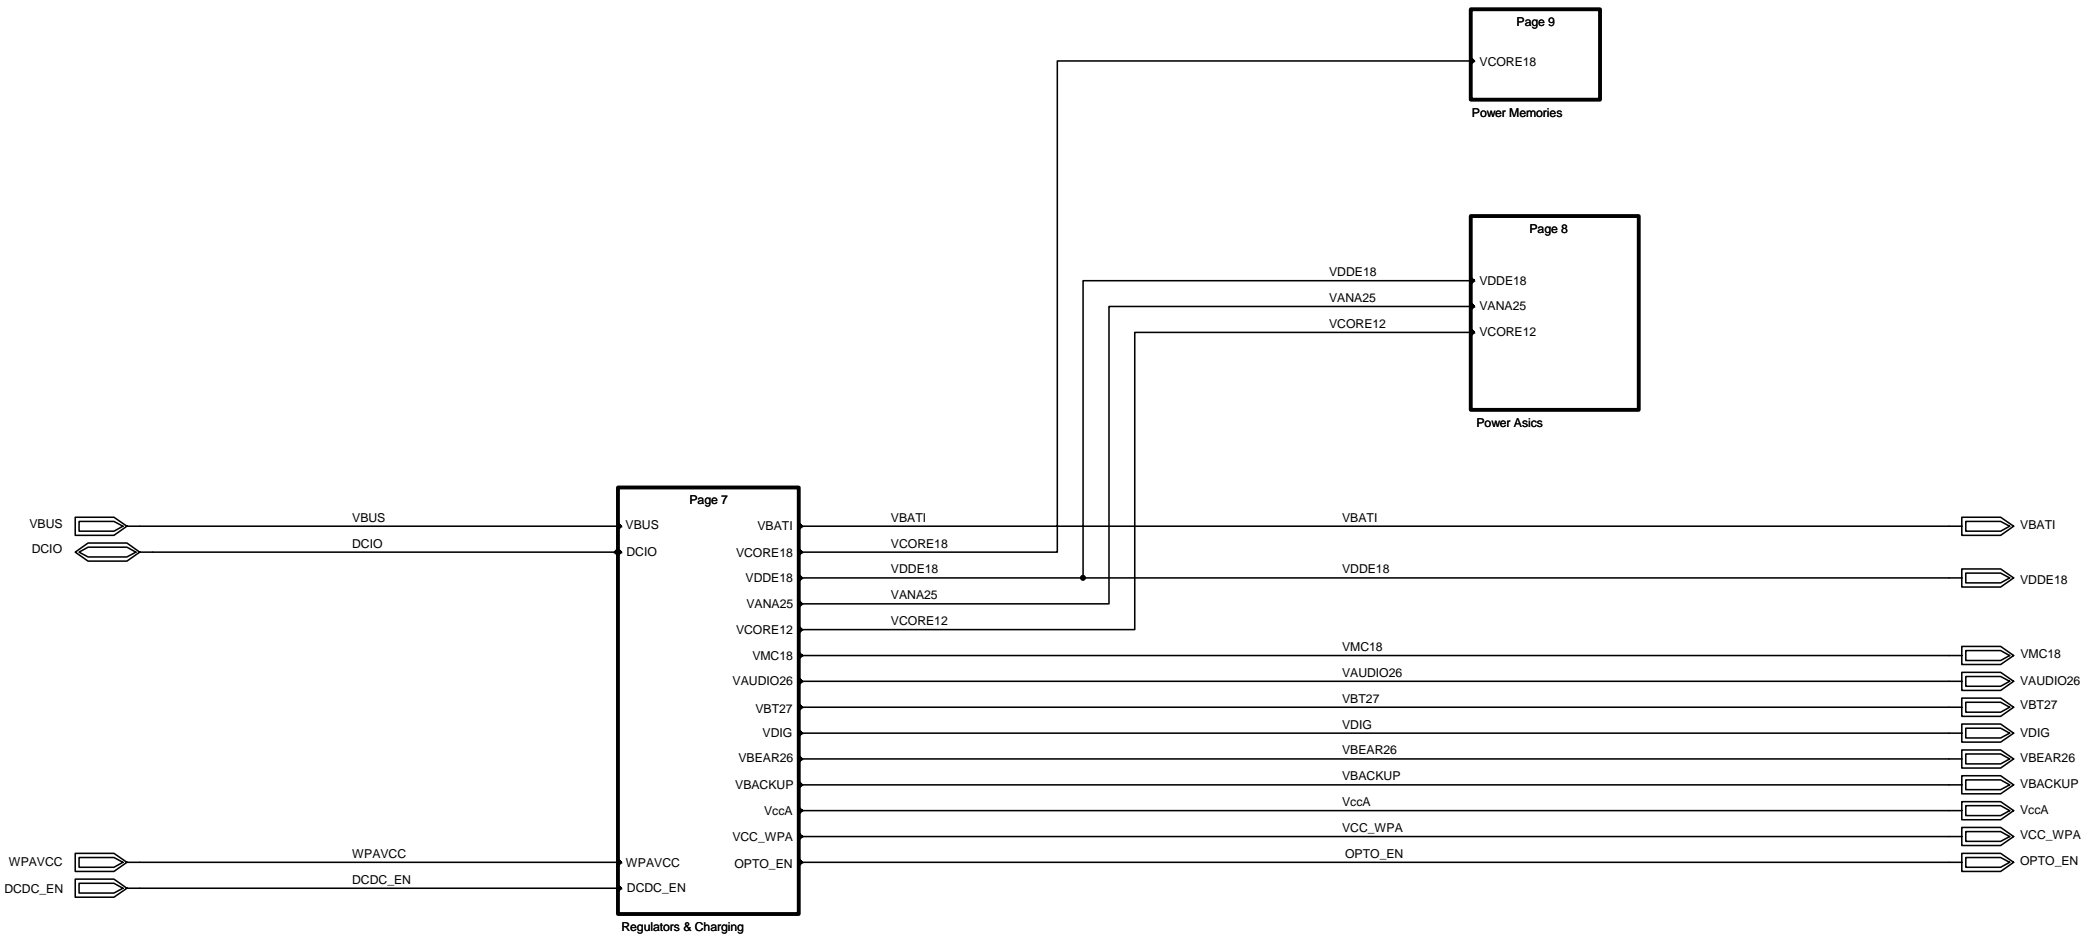 Page 9
VCORE18
Power Memories
Page 8
VDDE18 VDDE18
VANA25 VANA25
VCORE12 VCORE12
Power Asics
Page 7
VBUS VBUS VBUS VBATI VBATI VBATI VBATI
DCIO DCIO DCIO VCORE18 VCORE18
VDDE18 VDDE18 VDDE18 VDDE18
VANA25 VANA25
VCORE12 VCORE12
VMC18 VMC18 VMC18
VAUDIO26 VAUDIO26 VAUDIO26
VBT27 VBT27 VBT27
VDIG VDIG VDIG
VBEAR26 VBEAR26 VBEAR26
VBACKUP VBACKUP VBACKUP
VccA VccA VccA
VCC_WPA VCC_WPA VCC_WPA
WPAVCC WPAVCC WPAVCC OPTO_EN OPTO_EN OPTO_EN
DCDC_EN DCDC_EN DCDC_EN
Regulators & Charging